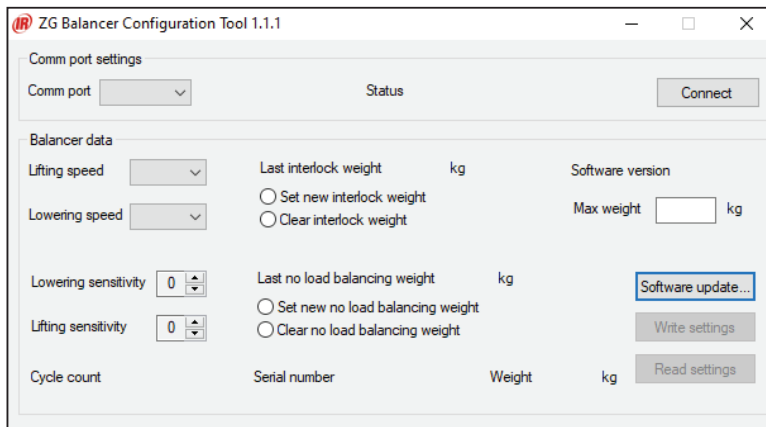 IR ZG Balancer Configuration Tool 1.1.1
Comm port settings
Comm port Status Connect
Balancer data
Lifting speed Last interlock weight kg Software version
Set new interlock weight
Lowering speed Clear interlock weight Max weight kg
Lowering sensitivity 0 Last no load balancing weight kg Software update...
Set new no load balancing weight
Lifting sensitivity 0 Clear no load balancing weight Write settings
Cycle count Serial number Weight kg Read settings